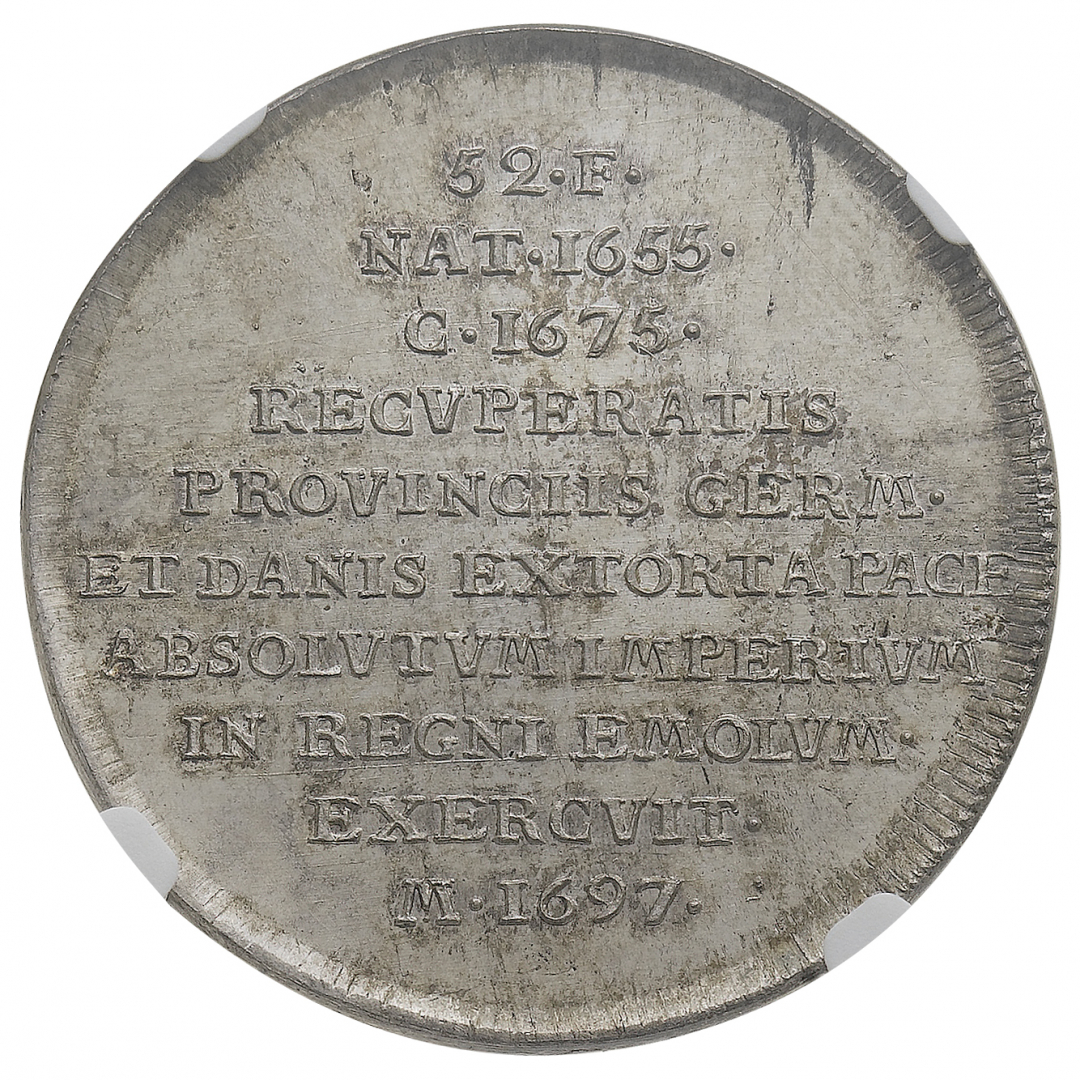 52·F·
NAT·1655·
C·1675·
RECVPERATIS
PROVINCIIS GERM·
ET DANIS EXTORTA PACE
ABSOLVTVM IMPERIVM
IN REGNI EMOLVM·
EXERCVIT·
M·1697·